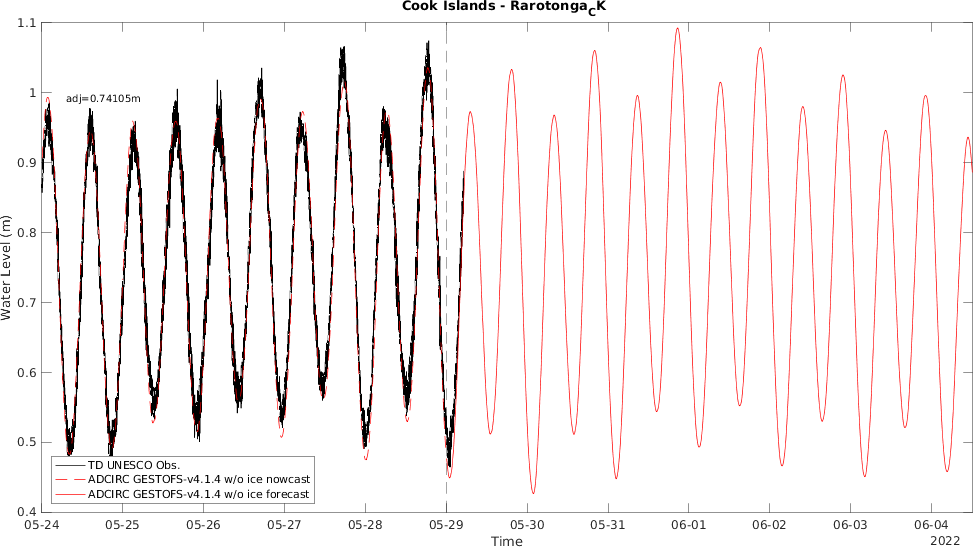 Cook Islands - Rarotonga_CK
1.1
1
0.9
0.8
0.7
0.6
0.5
0.4
Water Level (m)
adj=0.74105m
TD UNESCO Obs.
ADCIRC GESTOFS-v4.1.4 w/o ice nowcast
ADCIRC GESTOFS-v4.1.4 w/o ice forecast
05-24 05-25 05-26 05-27 05-28 05-29 05-30 05-31 06-01 06-02 06-03 06-04
Time
2022